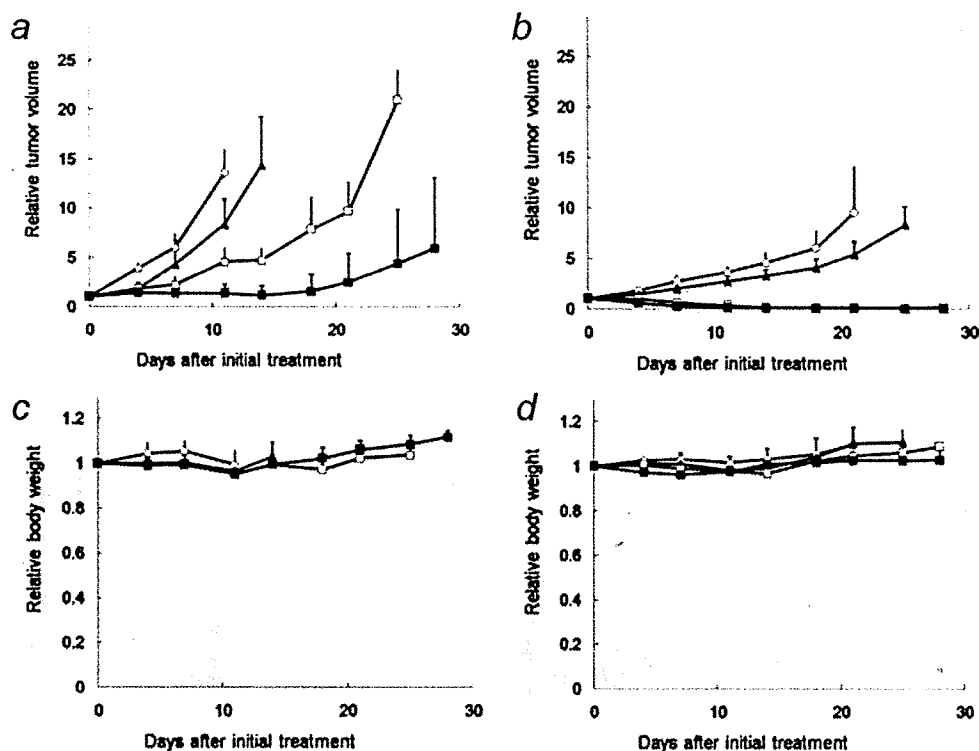 a
Relative tumor volume
25
20
15
10
5
0
0 10 20 30
Days after initial treatment
b
Relative tumor volume
25
20
15
10
5
0
0 10 20 30
Days after initial treatment
c
Relative body weight
1.2
1
0.8
0.6
0.4
0.2
0
0 10 20 30
Days after initial treatment
d
Relative body weight
1.2
1
0.8
0.6
0.4
0.2
0
0 10 20 30
Days after initial treatment